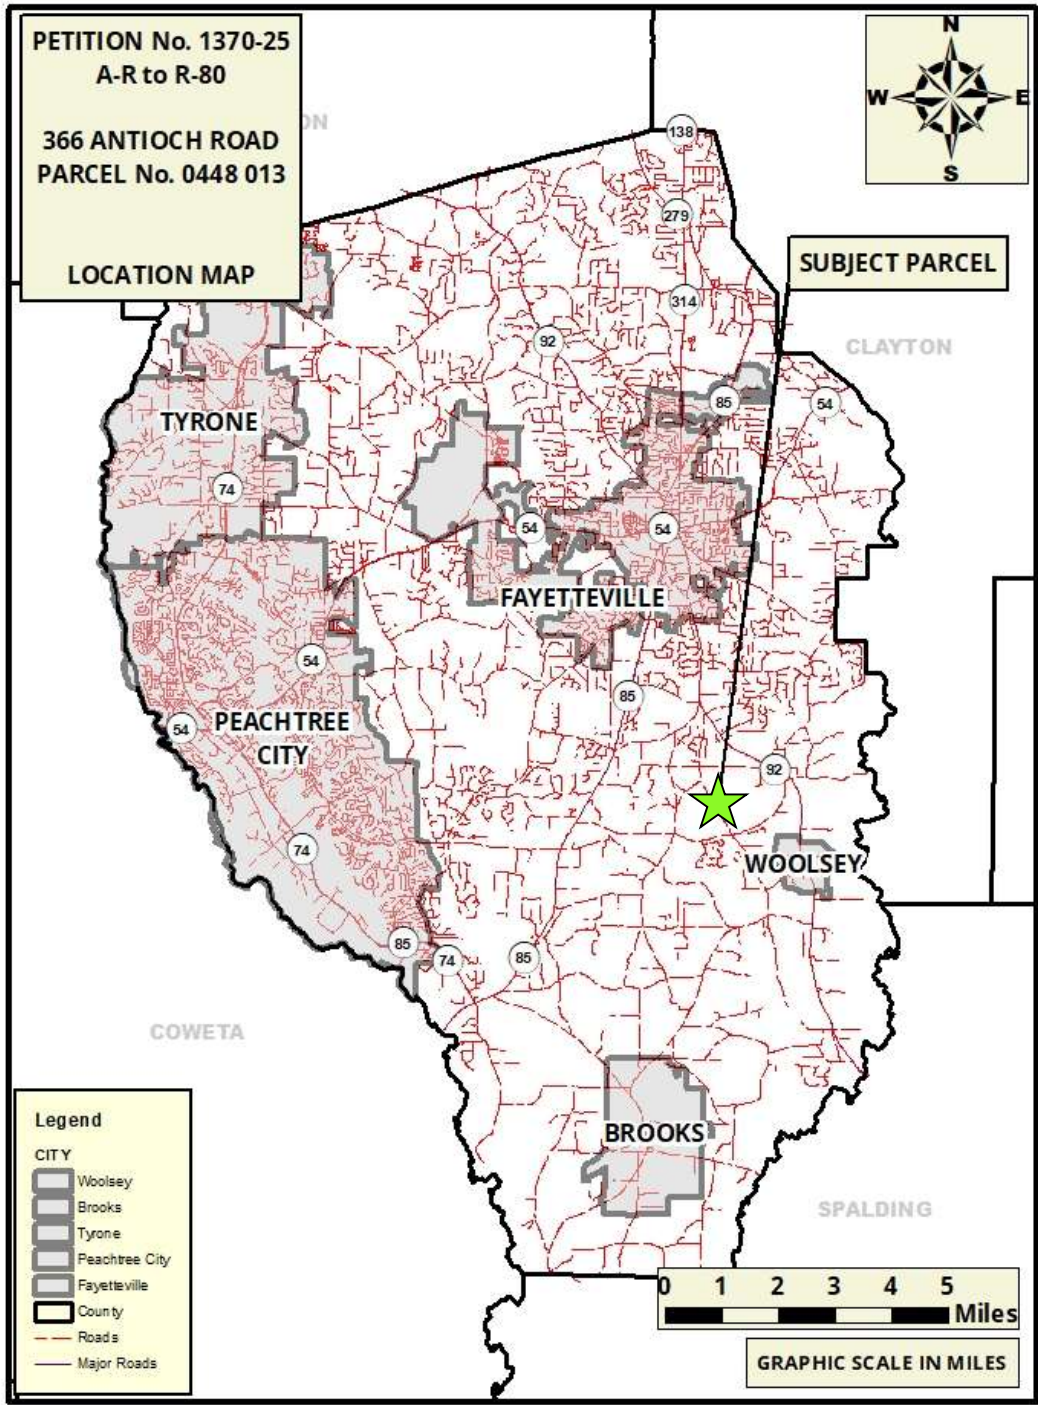 PETITION No. 1370-25
A-R to R-80
366 ANTIOCH ROAD
PARCEL No. 0448 013
LOCATION MAP
N
W
E
S
138
279
SUBJECT PARCEL
314
92
CLAYTON
85
54
TYRONE
74
54
54
FAYETTEVILLE
54
85
PEACHTREE
CITY
54
92
74
WOOLSEY
85
74
85
COWETA
BROOKS
SPALDING
Legend
CITY
Woolsey
Brooks
Tyrone
Peachtree City
Fayetteville
County
Roads
Major Roads
0 1 2 3 4 5
Miles
GRAPHIC SCALE IN MILES